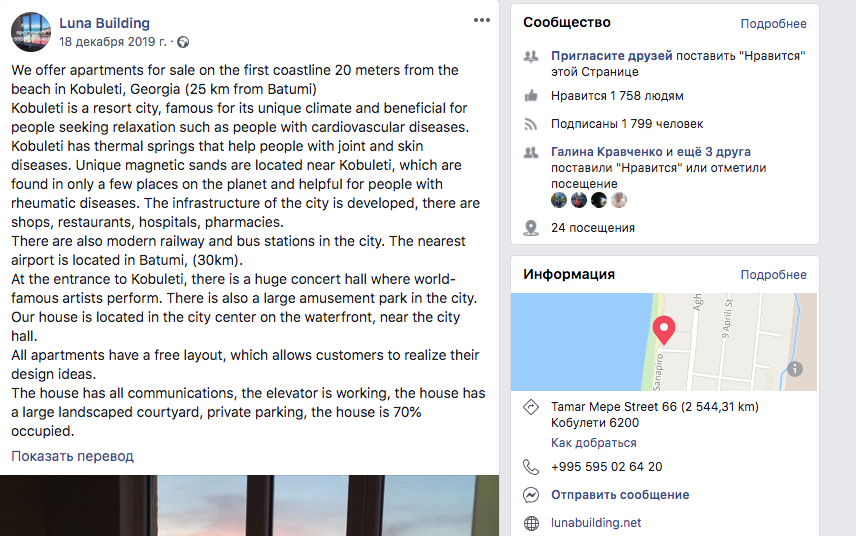 Luna Building
18 декабря 2019 г. ·
We offer apartments for sale on the first coastline 20 meters from the
beach in Kobuleti, Georgia (25 km from Batumi)
Kobuleti is a resort city, famous for its unique climate and beneficial for
people seeking relaxation such as people with cardiovascular diseases.
Kobuleti has thermal springs that help people with joint and skin
diseases. Unique magnetic sands are located near Kobuleti, which are
found in only a few places on the planet and helpful for people with
rheumatic diseases. The infrastructure of the city is developed, there are
shops, restaurants, hospitals, pharmacies.
There are also modern railway and bus stations in the city. The nearest
airport is located in Batumi, (30km).
At the entrance to Kobuleti, there is a huge concert hall where world-
famous artists perform. There is also a large amusement park in the city.
Our house is located in the city center on the waterfront, near the city
hall.
All apartments have a free layout, which allows customers to realize their
design ideas.
The house has all communications, the elevator is working, the house has
a large landscaped courtyard, private parking, the house is 70%
occupied.
Показать перевод
Сообщество
Подробнее
Пригласите друзей поставить "Нравится"
этой Странице
Нравится 1 758 людям
Подписаны 1 799 человек
Галина Кравченко и ещё 3 друга
поставили "Нравится" или отметили
посещение
24 посещения
Информация
Подробнее
Sanapiro
Agh
9 Aprili St
Tamar Mepe Street 66 (2 544,31 km)
Кобулети 6200
Как добраться
+995 595 02 64 20
Отправить сообщение
lunabuilding.net